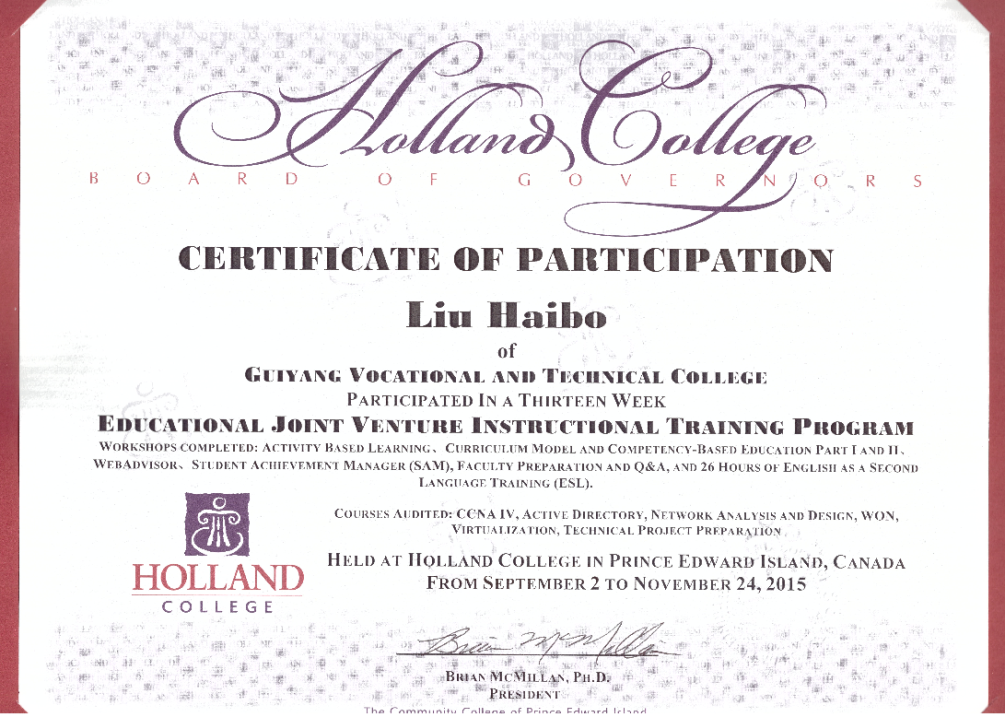 Holland College
BOARD OF GOVERNORS
CERTIFICATE OF PARTICIPATION
Liu Haibo
of
GUIYANG VOCATIONAL AND TECHNICAL COLLEGE
PARTICIPATED IN A THIRTEEN WEEK
EDUCATIONAL JOINT VENTURE INSTRUCTIONAL TRAINING PROGRAM
WORKSHOPS COMPLETED: ACTIVITY BASED LEARNING、CURRICULUM MODEL AND COMPETENCY-BASED EDUCATION PART I AND II、
WEBADVISOR、STUDENT ACHIEVEMENT MANAGER (SAM), FACULTY PREPARATION AND Q&A, AND 26 HOURS OF ENGLISH AS A SECOND
LANGUAGE TRAINING (ESL).
COURSES AUDITED: CCNA IV, ACTIVE DIRECTORY, NETWORK ANALYSIS AND DESIGN, WON,
VIRTUALIZATION, TECHNICAL PROJECT PREPARATION
HELD AT HOLLAND COLLEGE IN PRINCE EDWARD ISLAND, CANADA
FROM SEPTEMBER 2 TO NOVEMBER 24, 2015
HOLLAND
COLLEGE
Brian McMillan
BRIAN MCMILLAN, PH.D.
PRESIDENT
The Community College of Prince Edward Island